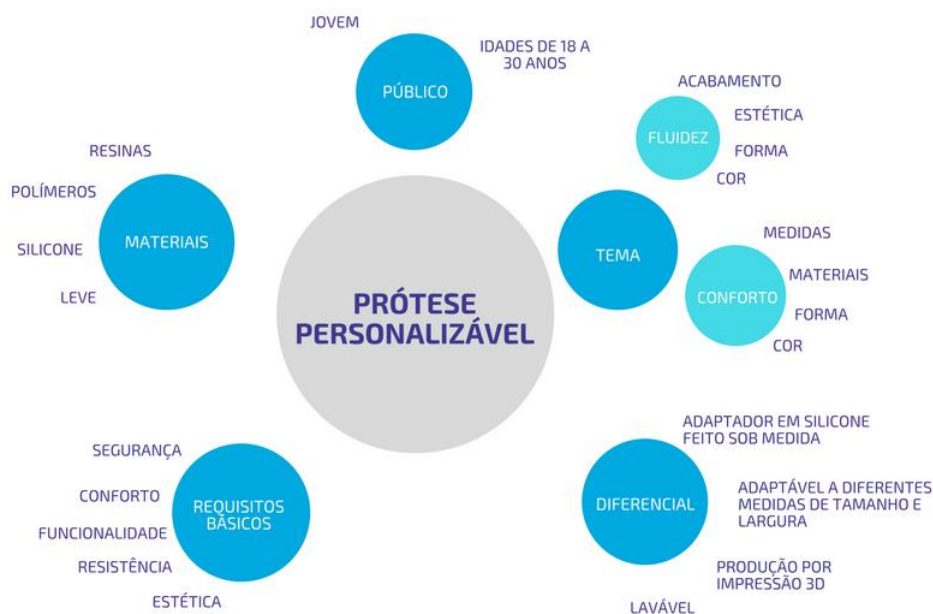 JOVEM
IDADES DE 18 A
30 ANOS
PÚBLICO
ACABAMENTO
ESTÉTICA
FLUIDEZ
FORMA
COR
RESINAS
POLÍMEROS
MATERIAIS
SILICONE
LEVE
TEMA
MEDIDAS
MATERIAIS
CONFORTO
FORMA
COR
PRÓTESE
PERSONALIZÁVEL
SEGURANÇA
CONFORTO
REQUISITOS
BÁSICOS
FUNCIONALIDADE
RESISTÊNCIA
ESTÉTICA
ADAPTADOR EM SILICONE
FEITO SOB MEDIDA
DIFERENCIAL
ADAPTÁVEL A DIFERENTES
MEDIDAS DE TAMANHO E
LARGURA
PRODUÇÃO POR
IMPRESSÃO 3D
LAVÁVEL